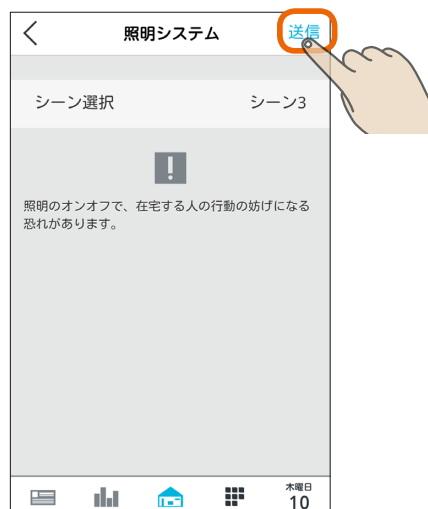 照明システム
送信
シーン選択
シーン3
照明のオンオフで、在宅する人の行動の妨げになる
恐れがあります。
木曜日
10